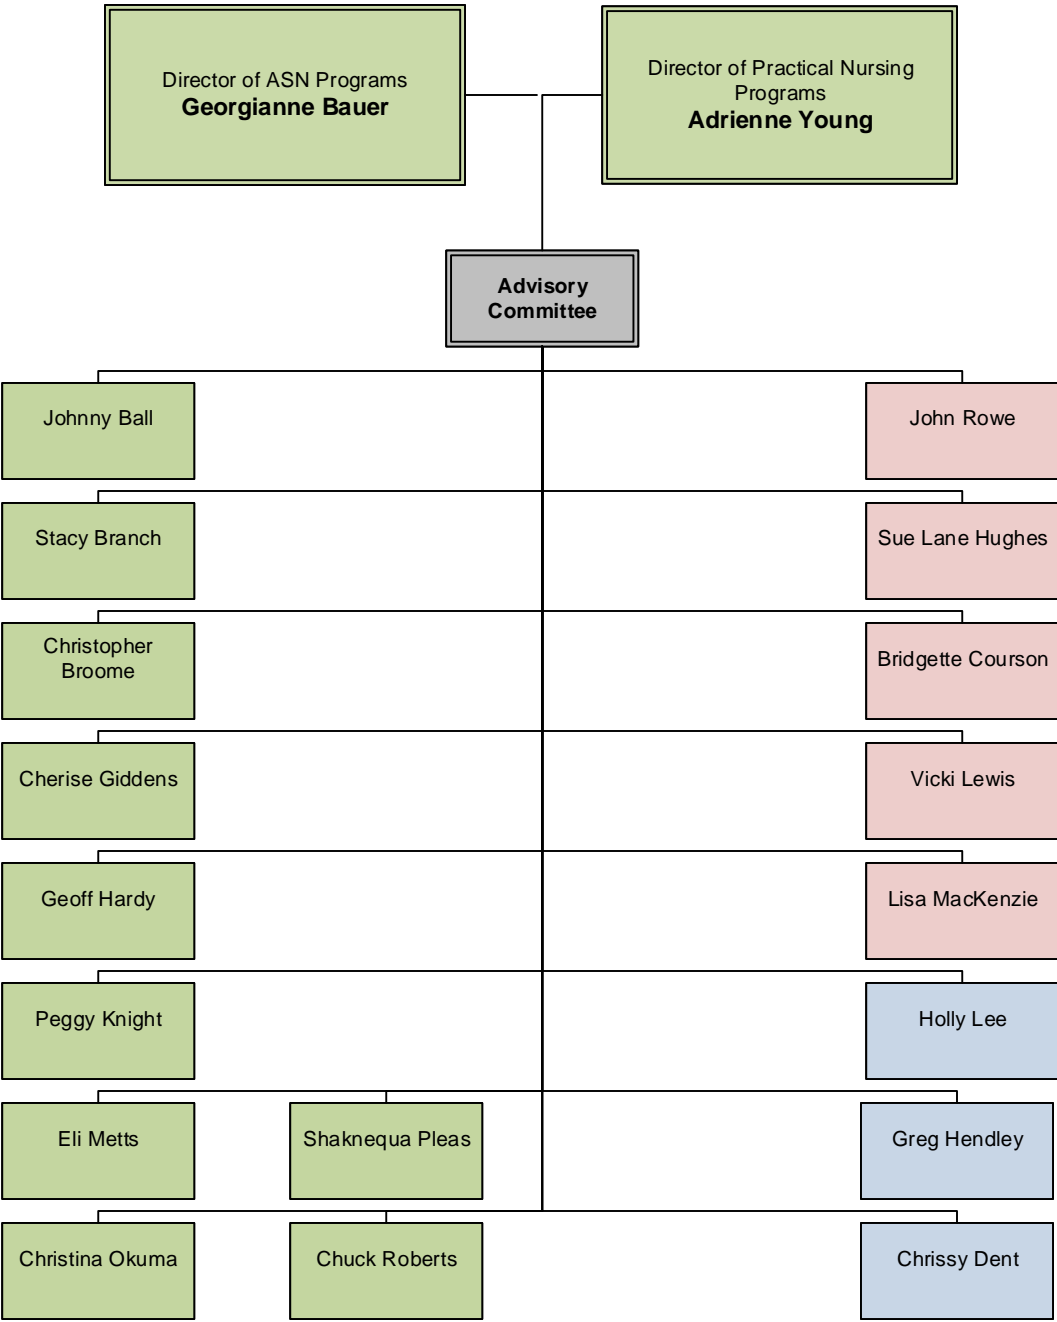 Director of ASN Programs
Georgianne Bauer
Director of Practical Nursing
Programs
Adrienne Young
Advisory
Committee
Johnny Ball
John Rowe
Stacy Branch
Sue Lane Hughes
Christopher
Broome
Bridgette Courson
Cherise Giddens
Vicki Lewis
Geoff Hardy
Lisa MacKenzie
Peggy Knight
Holly Lee
Eli Metts
Shaknequa Pleas
Greg Hendley
Christina Okuma
Chuck Roberts
Chrissy Dent